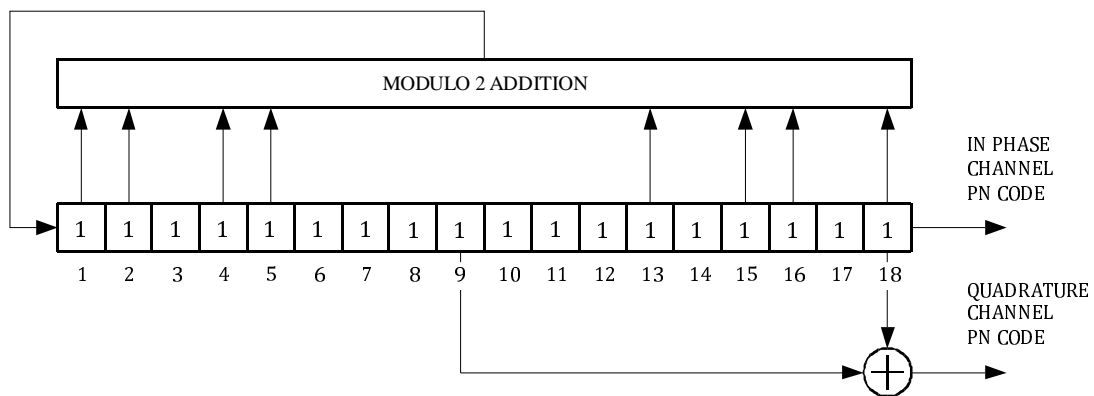 MODULO 2 ADDITION
IN PHASE
CHANNEL
PN CODE
1 1 1 1 1 1 1 1 1 1 1 1 1 1 1 1 1 1
1 2 3 4 5 6 7 8 9 10 11 12 13 14 15 16 17 18
QUADRATURE
CHANNEL
PN CODE